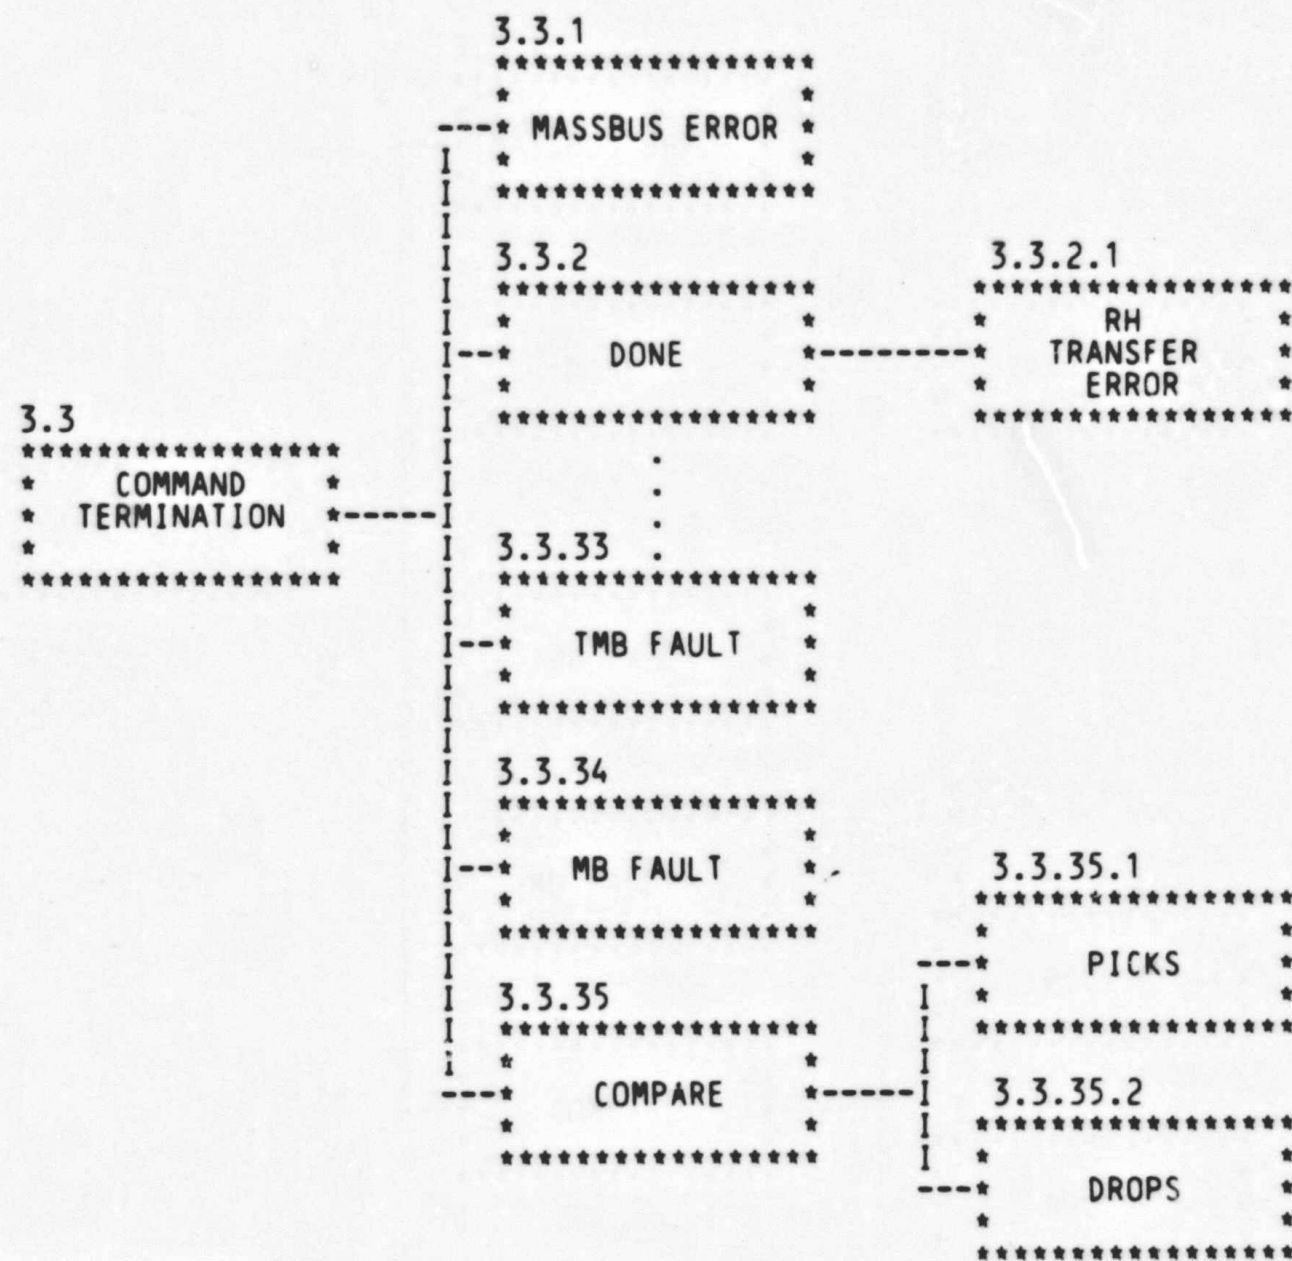 3.3.1
MASSBUS ERROR
3.3.2
DONE
3.3.2.1
RH
TRANSFER
ERROR
3.3
COMMAND
TERMINATION
3.3.33
TMB FAULT
3.3.34
MB FAULT
3.3.35
COMPARE
3.3.35.1
PICKS
3.3.35.2
DROPS